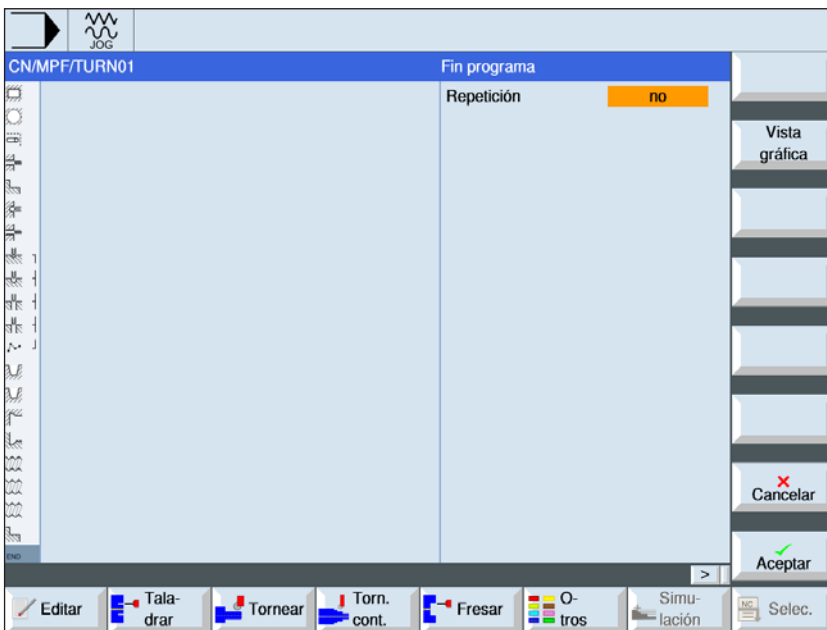 JOG
CN/MPF/TURN01
Fin programa
Repetición
no
Vista
gráfica
Cancelar
Aceptar
END
>
Editar
Tala-
drar
Tornear
Torn.
cont.
Fresar
O-
tros
Simu-
lación
NC
Selec.